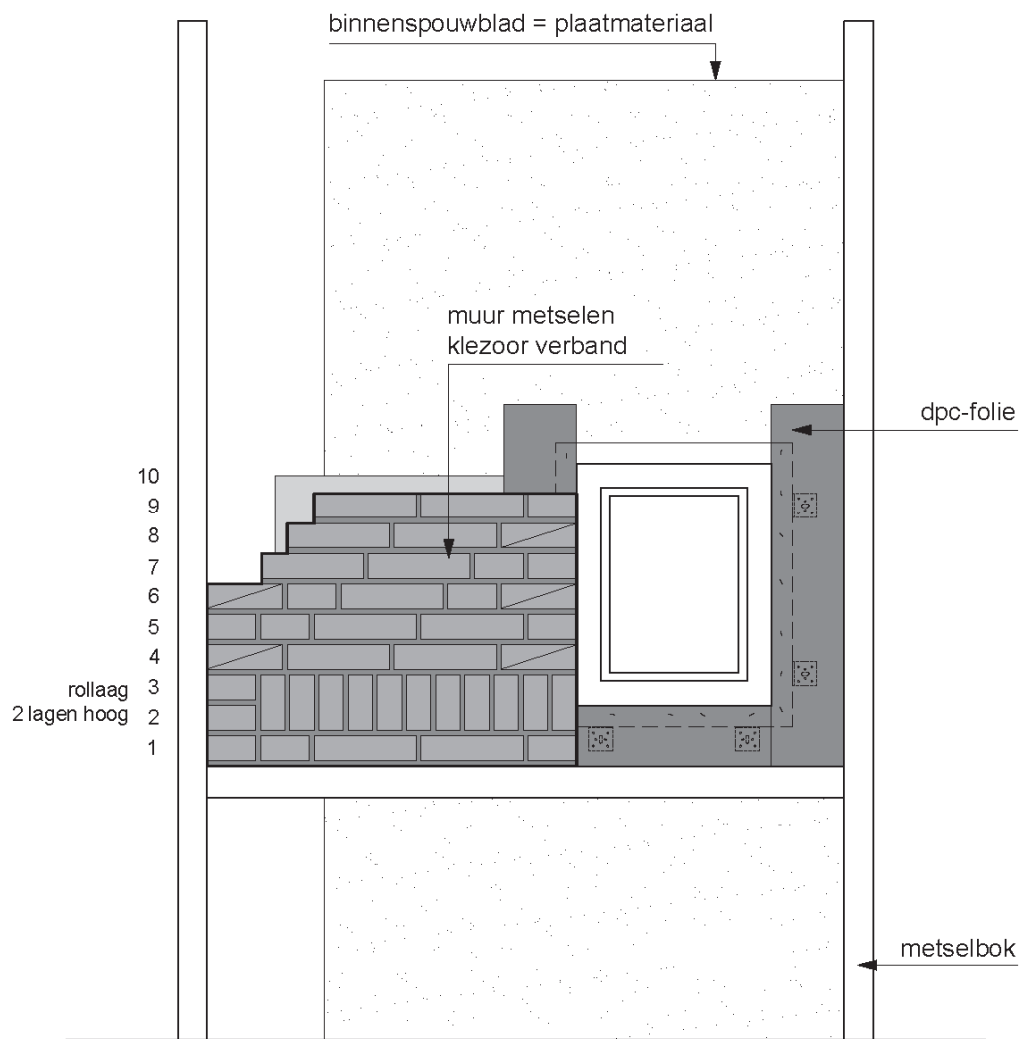 binnenspouwblad = plaatmateriaal
muur metselen
klezoor verband
dpc-folie
10
9
8
7
6
5
4
rollaag 3
2 lagen hoog 2
1
metselbok